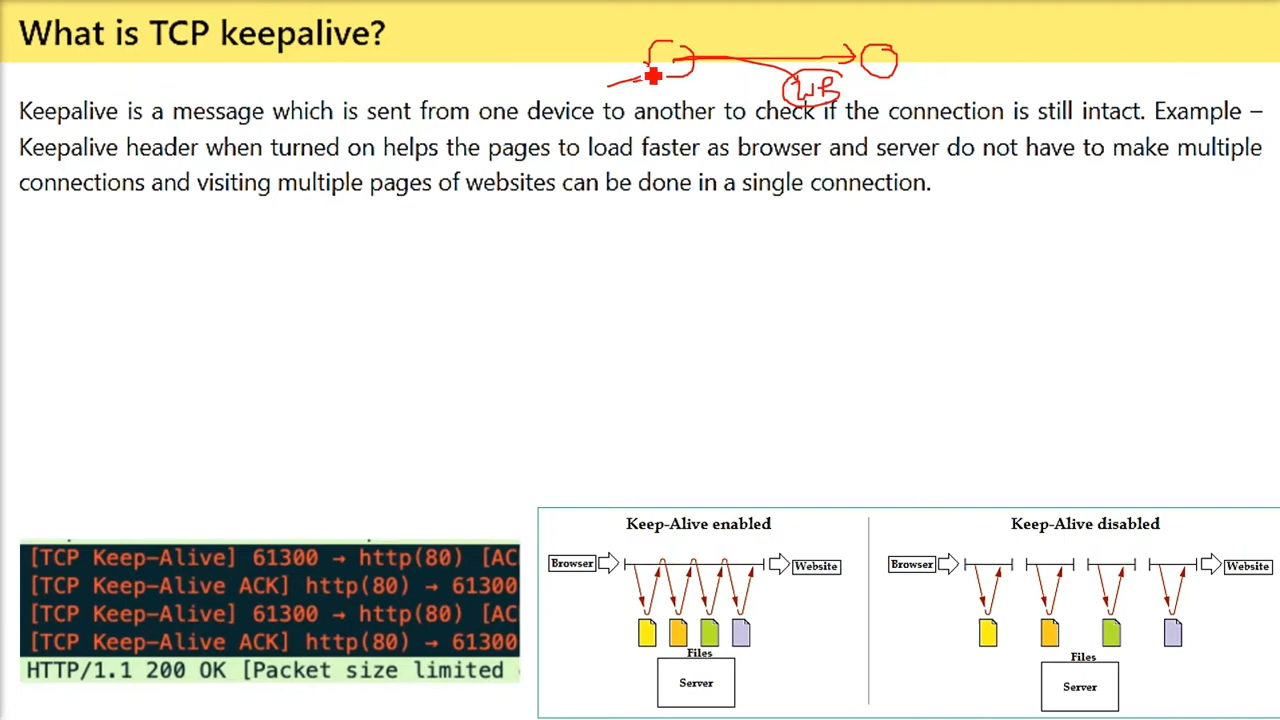 What is TCP keepalive?
Keepalive is a message which is sent from one device to another to check if the connection is still intact. Example –
Keepalive header when turned on helps the pages to load faster as browser and server do not have to make multiple
connections and visiting multiple pages of websites can be done in a single connection.
[TCP Keep-Alive] 61300 → http(80) [AC
[TCP Keep-Alive ACK] http(80) → 61300
[TCP Keep-Alive] 61300 → http(80) [AC
[TCP Keep-Alive ACK] http(80) → 61300
HTTP/1.1 200 OK [Packet size limited
Keep-Alive enabled
Browser
Website
Files
Server
Keep-Alive disabled
Browser
Website
Files
Server